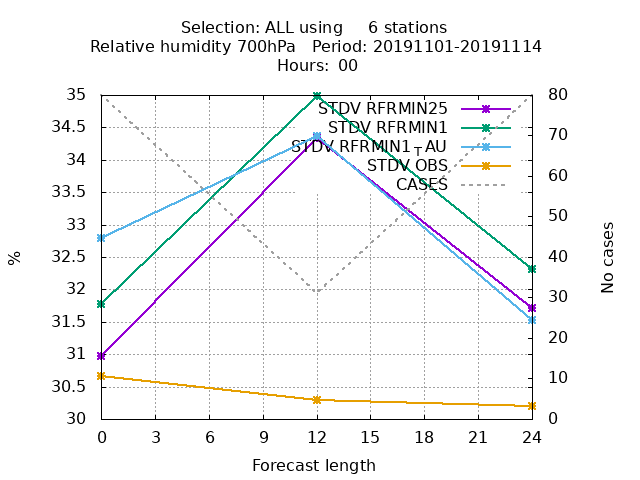 Selection: ALL using     6 stations
Relative humidity 700hPa   Period: 20191101-20191114
Hours: 00
STDV RFRMIN25
STDV RFRMIN1
STDV RFRMIN1_TAU
STDV OBS
CASES
35
34.5
34
33.5
33
32.5
32
31.5
31
30.5
30
%
80
70
60
50
40
30
20
10
0
No cases
0 3 6 9 12 15 18 21 24
Forecast length